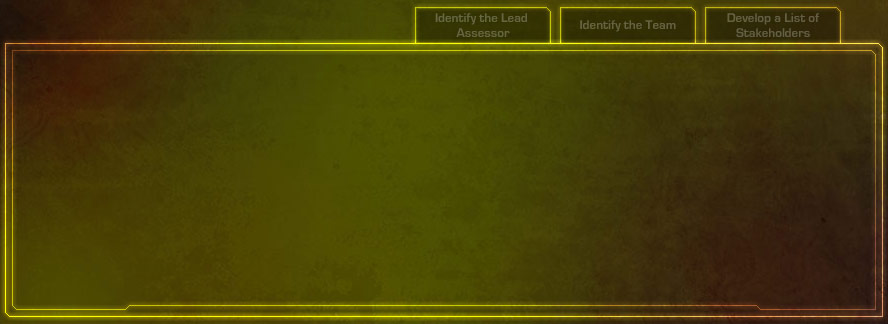 Identify the Lead
Assessor
Identify the Team
Develop a List of
Stakeholders